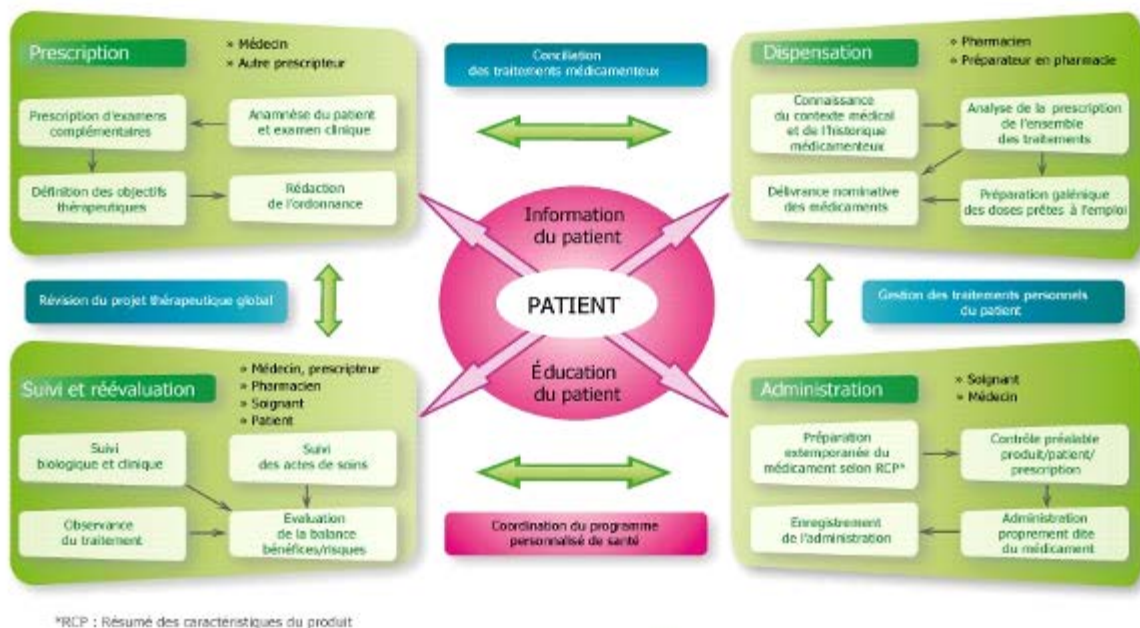 Prescription
» Médecin
» Autre prescripteur
Prescription d'examens
complémentaires
Anamnèse du patient
et examen clinique
Définition des objectifs
thérapeutiques
Rédaction
de l'ordonnance
Conciliation
des traitements médicamenteux
Dispensation
» Pharmacien
» Préparateur en pharmacie
Connaissance
du contexte médical
et de l'historique
médicamenteux
Analyse de la prescription
de l'ensemble
des traitements
Délivrance nominative
des médicaments
Préparation galénique
des doses prêtes à l'emploi
Information
du patient
PATIENT
Éducation
du patient
Révision du projet thérapeutique global
Gestion des traitements personnels
du patient
Suivi et réévaluation
» Médecin, prescripteur
» Pharmacien
» Soignant
» Patient
Suivi
biologique et clinique
Suivi
des actes de soins
Observance
du traitement
Evaluation
de la balance
bénéfices/risques
Coordination du programme
personnalisé de santé
Administration
» Soignant
» Médecin
Préparation
extemporanée du
médicament selon RCP*
Contrôle préalable
produit/patient/
prescription
Enregistrement
de l'administration
Administration
proprement dite
du médicament
*RCP : Résumé des caractéristiques du produit